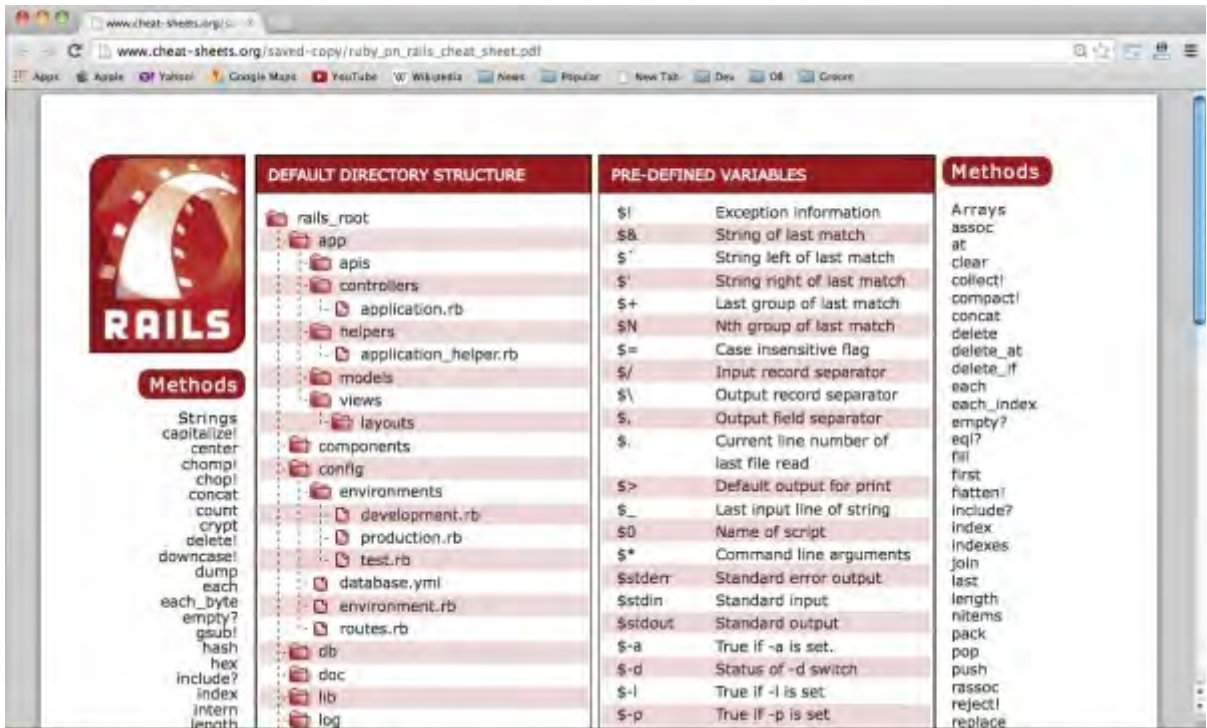 www.cheat-sheets.org/s
www.cheat-sheets.org/saved-copy/ruby_on_rails_cheat_sheet.pdf
Apps Apple Yahoo! Google Maps YouTube Wikipedia News Popular New Tab Dev
RAILS
Methods
Strings
capitalize!
center
chomp!
chop!
concat
count
crypt
delete!
downcase!
dump
each
each_byte
empty?
gsub!
hash
hex
include?
index
intern
length
DEFAULT DIRECTORY STRUCTURE
rails_root
app
apis
controllers
application.rb
helpers
application_helper.rb
models
views
layouts
components
config
environments
development.rb
production.rb
test.rb
database.yml
environment.rb
routes.rb
db
doc
lib
log
PRE-DEFINED VARIABLES
$! Exception information
$& String of last match
$` String left of last match
$' String right of last match
$+ Last group of last match
$N Nth group of last match
$= Case insensitive flag
$/ Input record separator
$\ Output record separator
$, Output field separator
$. Current line number of
last file read
$> Default output for print
$_ Last input line of string
$0 Name of script
$* Command line arguments
$stderr Standard error output
$stdin Standard input
$stdout Standard output
$-a True if -a is set.
$-d Status of -d switch
$-l True if -l is set
$-p True if -p is set
Methods
Arrays
assoc
at
clear
collect!
compact!
concat
delete
delete_at
delete_if
each
each_index
empty?
eql?
fill
first
flatten!
include?
index
indexes
join
last
length
nitems
pack
pop
push
rassoc
reject!
replace